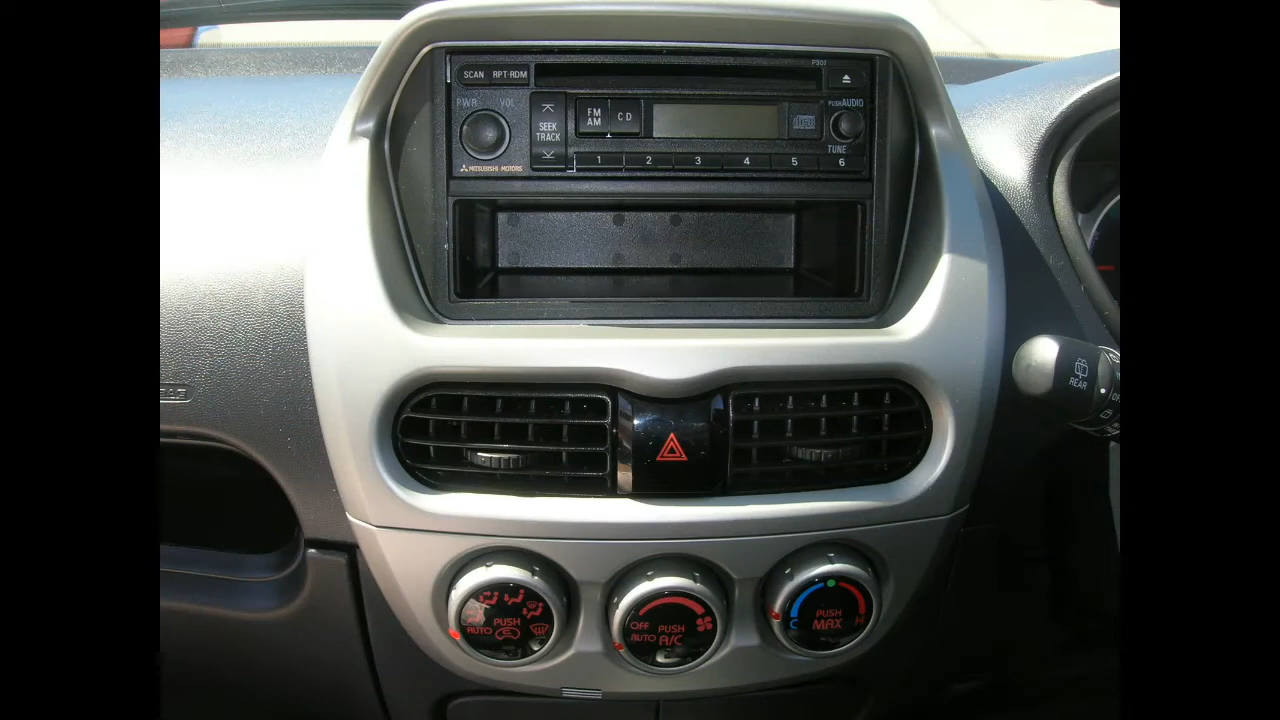 P301
SCAN RPT·RDM
PWR VOL
SEEK
TRACK
FM
AM
CD
PUSH AUDIO
TUNE
MITSUBISHI MOTORS
1 2 3 4 5 6
REAR
PUSH
AUTO
OFF PUSH
AUTO A/C
PUSH
MAX
C H